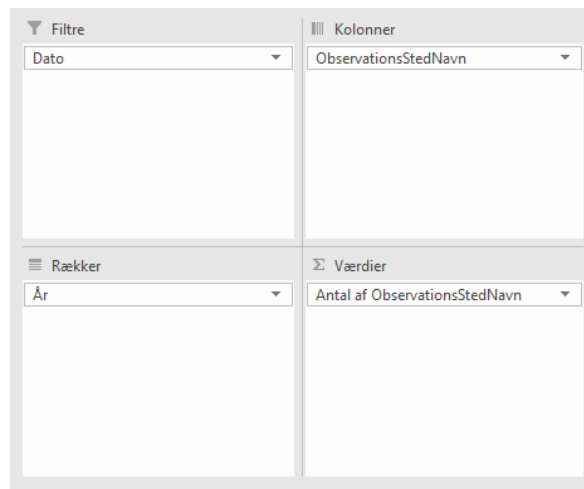 Filtre
Dato
Kolonner
ObservationsStedNavn
Rækker
År
Σ Værdier
Antal af ObservationsStedNavn